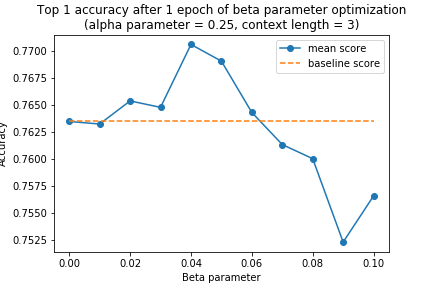 Top 1 accuracy after 1 epoch of beta parameter optimization
(alpha parameter = 0.25, context length = 3)
0.7700
0.7675
0.7650
0.7625
0.7600
0.7575
0.7550
0.7525
Accuracy
mean score
baseline score
0.00 0.02 0.04 0.06 0.08 0.10
Beta parameter